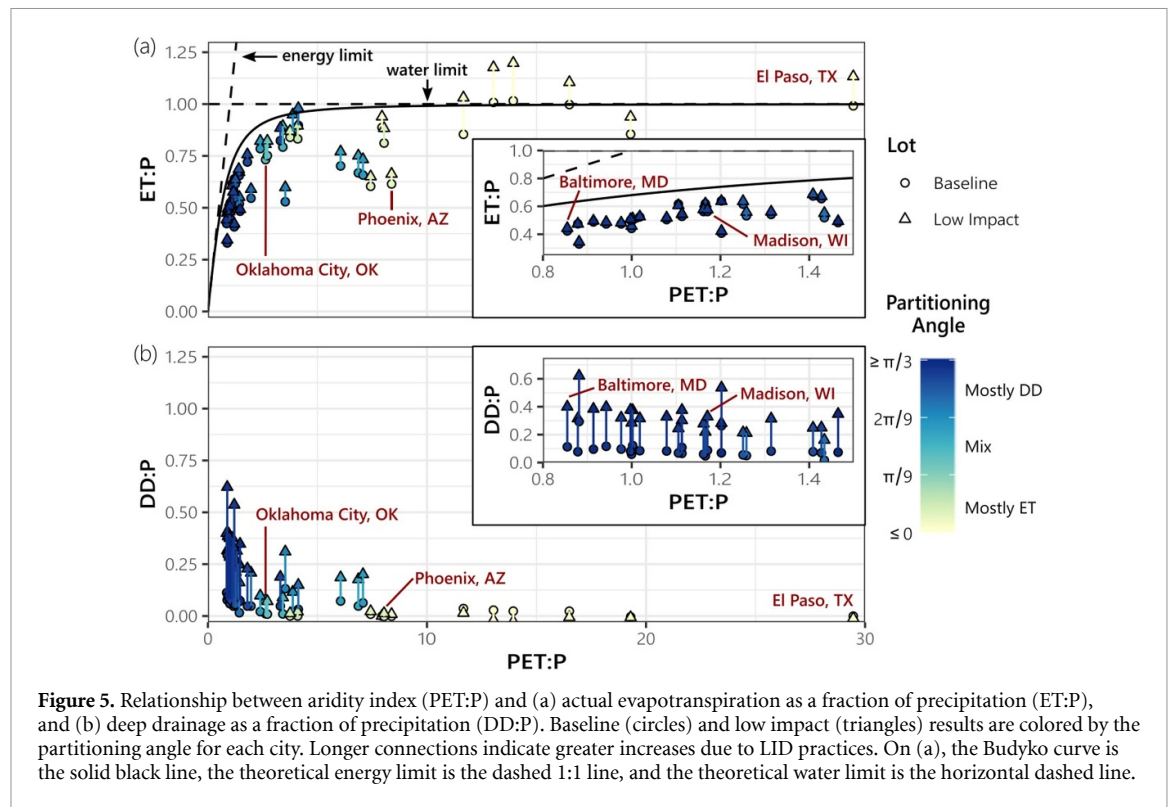 (a)
1.25
1.00
0.75
0.50
0.25
0.00
ET:P
energy limit
water limit
El Paso, TX
Phoenix, AZ
Oklahoma City, OK
1.0
0.8
0.6
0.4
ET:P
Baltimore, MD
Madison, WI
0.8
1.0
1.2
1.4
PET:P
Lot
Baseline
Low Impact
Partitioning
Angle
≥ π/3
2π/9
π/9
≤ 0
Mostly DD
Mix
Mostly ET
(b)
1.25
1.00
0.75
0.50
0.25
0.00
DD:P
Oklahoma City, OK
Phoenix, AZ
El Paso, TX
0.6
0.4
0.2
0.0
DD:P
Baltimore, MD
Madison, WI
0.8
1.0
1.2
1.4
PET:P
0
10
20
30
PET:P
Figure 5. Relationship between aridity index (PET:P) and (a) actual evapotranspiration as a fraction of precipitation (ET:P),
and (b) deep drainage as a fraction of precipitation (DD:P). Baseline (circles) and low impact (triangles) results are colored by the
partitioning angle for each city. Longer connections indicate greater increases due to LID practices. On (a), the Budyko curve is
the solid black line, the theoretical energy limit is the dashed 1:1 line, and the theoretical water limit is the horizontal dashed line.